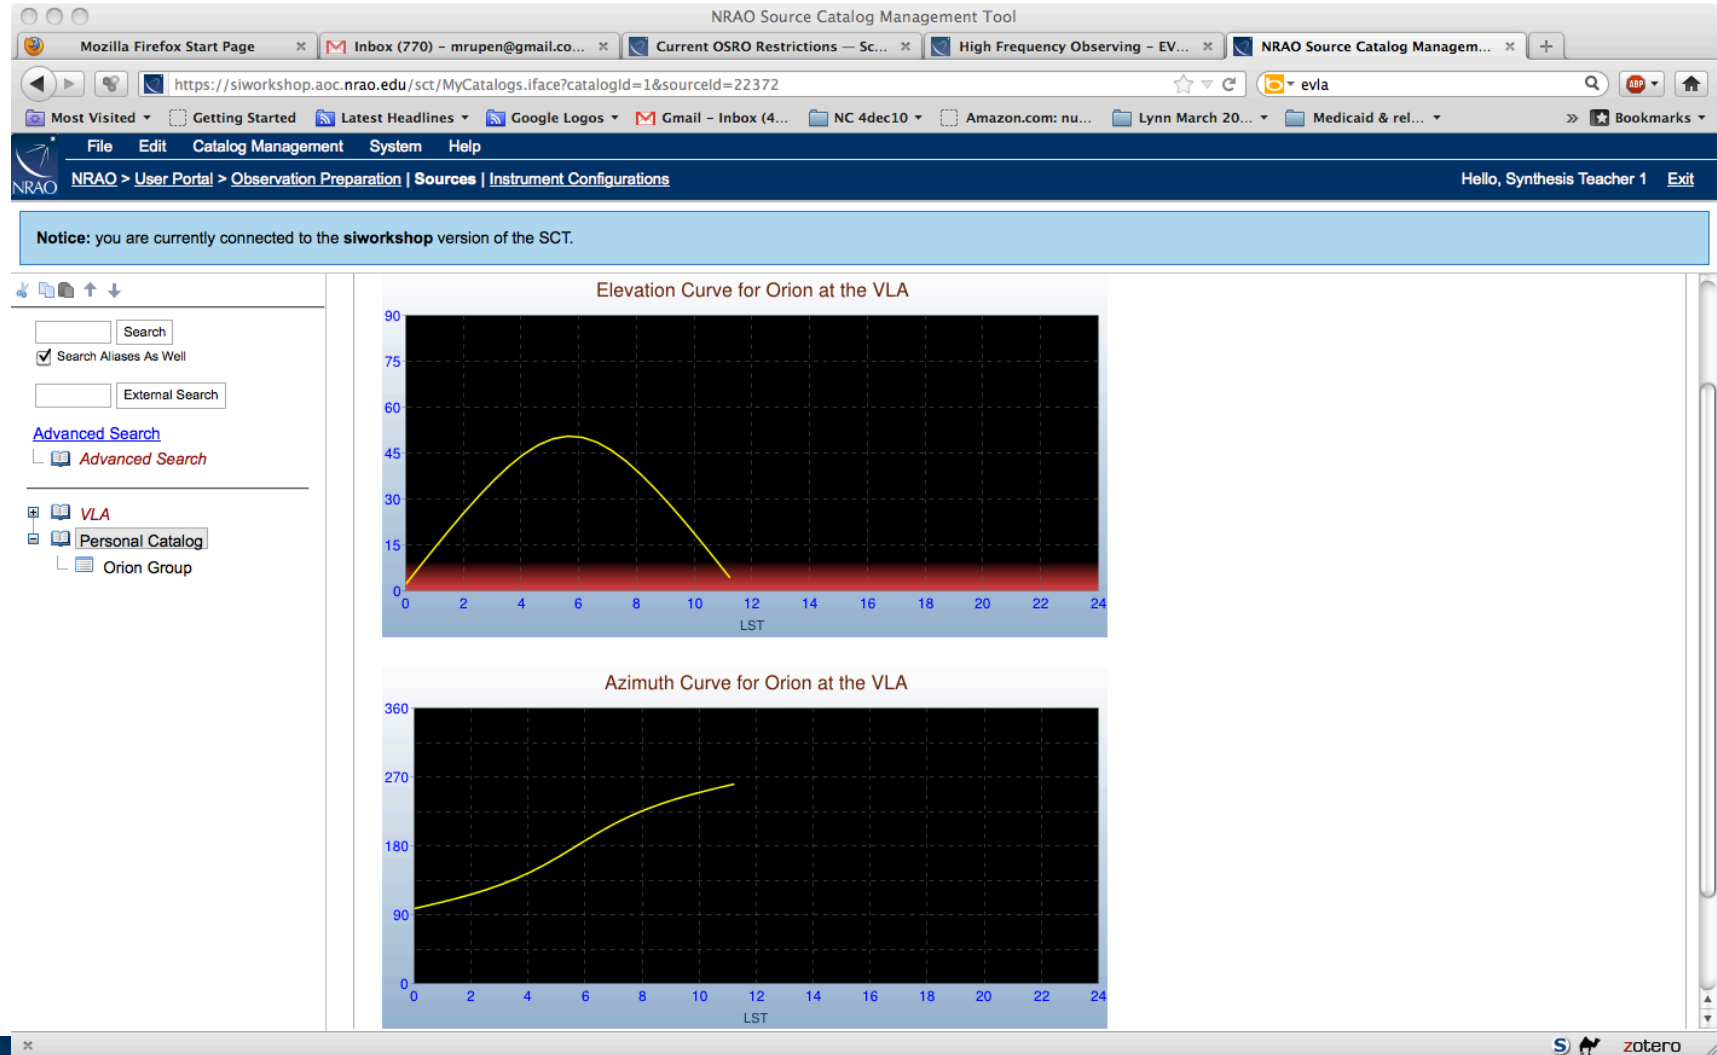 NRAO Source Catalog Management Tool
Mozilla Firefox Start Page
Inbox (770) – mrupen@gmail.co...
Current OSRO Restrictions — Sc...
High Frequency Observing – EV...
NRAO Source Catalog Managem...
https://siworkshop.aoc.nrao.edu/sct/MyCatalogs.iface?catalogId=1&sourceId=22372
evla
ABP
Most Visited
Getting Started
Latest Headlines
Google Logos
Gmail – Inbox (4...
NC 4dec10
Amazon.com: nu...
Lynn March 20...
Medicaid & rel...
»
Bookmarks
File Edit Catalog Management System Help
NRAO
NRAO > User Portal > Observation Preparation | Sources | Instrument Configurations
Hello, Synthesis Teacher 1 Exit
Notice: you are currently connected to the siworkshop version of the SCT.
Search
Search Aliases As Well
External Search
Advanced Search
Advanced Search
VLA
Personal Catalog
Orion Group
Elevation Curve for Orion at the VLA
90
75
60
45
30
15
0
0 2 4 6 8 10 12 14 16 18 20 22 24
LST
Azimuth Curve for Orion at the VLA
360
270
180
90
0
0 2 4 6 8 10 12 14 16 18 20 22 24
LST
S
zotero